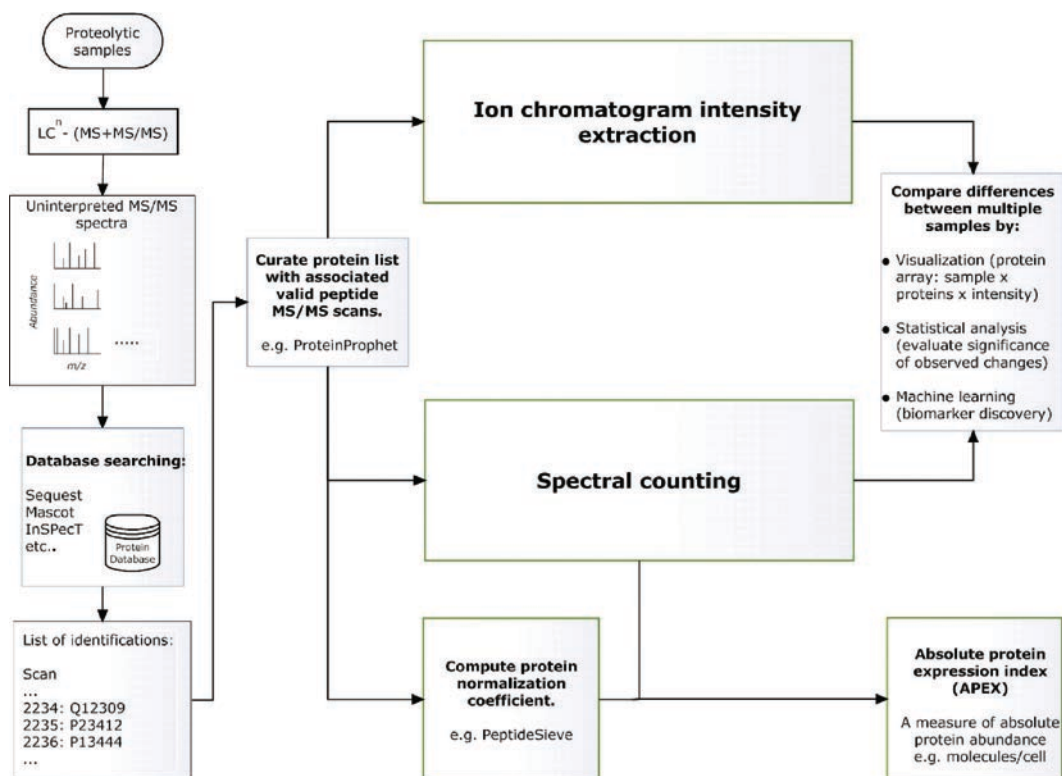 Proteolytic
samples
LCⁿ- (MS+MS/MS)
Uninterpreted MS/MS
spectra
Abundance
.....
m/z
Database searching:
Sequest
Mascot
InSPecT
etc..
Protein
Database
List of identifications:
Scan
...
2234: Q12309
2235: P23412
2236: P13444
...
Curate protein list
with associated
valid peptide
MS/MS scans.
e.g. ProteinProphet
Ion chromatogram intensity
extraction
Spectral counting
Compute protein
normalization
coefficient.
e.g. PeptideSieve
Compare differences
between multiple
samples by:
● Visualization (protein
array: sample x
proteins x intensity)
● Statistical analysis
(evaluate significance
of observed changes)
● Machine learning
(biomarker discovery)
Absolute protein
expression index
(APEX)
A measure of absolute
protein abundance
e.g. molecules/cell